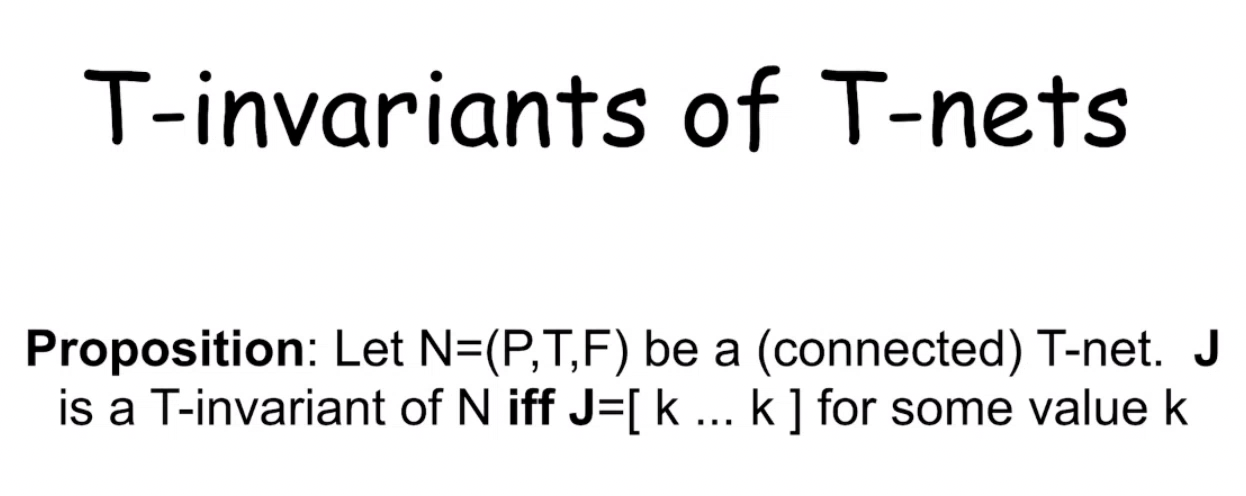 T-invariants of T-nets
Proposition: Let N=(P,T,F) be a (connected) T-net. J
is a T-invariant of N iff J=[ k ... k ] for some value k